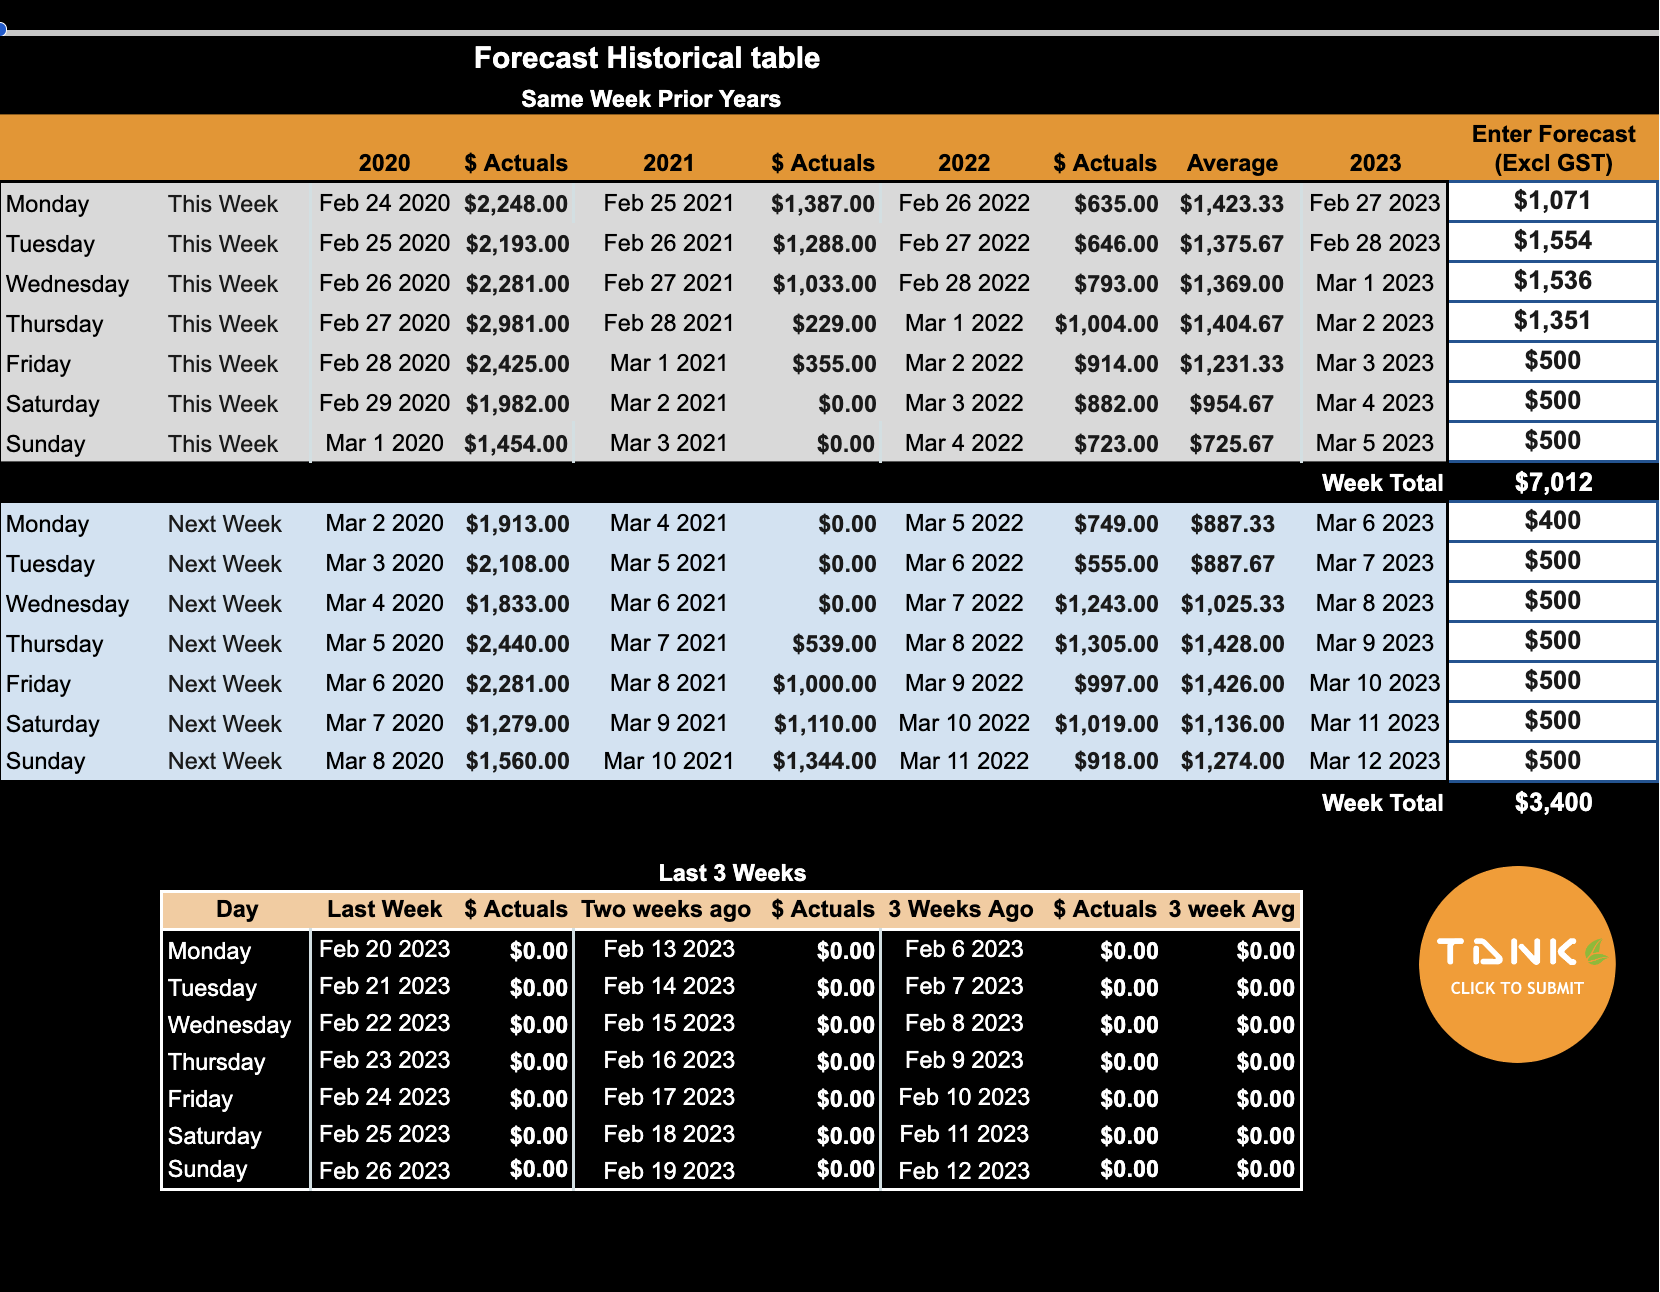 Forecast Historical table
Same Week Prior Years
2020 $ Actuals 2021 $ Actuals 2022 $ Actuals Average 2023 Enter Forecast (Excl GST)
Monday This Week Feb 24 2020 $2,248.00 Feb 25 2021 $1,387.00 Feb 26 2022 $635.00 $1,423.33 Feb 27 2023 $1,071
Tuesday This Week Feb 25 2020 $2,193.00 Feb 26 2021 $1,288.00 Feb 27 2022 $646.00 $1,375.67 Feb 28 2023 $1,554
Wednesday This Week Feb 26 2020 $2,281.00 Feb 27 2021 $1,033.00 Feb 28 2022 $793.00 $1,369.00 Mar 1 2023 $1,536
Thursday This Week Feb 27 2020 $2,981.00 Feb 28 2021 $229.00 Mar 1 2022 $1,004.00 $1,404.67 Mar 2 2023 $1,351
Friday This Week Feb 28 2020 $2,425.00 Mar 1 2021 $355.00 Mar 2 2022 $914.00 $1,231.33 Mar 3 2023 $500
Saturday This Week Feb 29 2020 $1,982.00 Mar 2 2021 $0.00 Mar 3 2022 $882.00 $954.67 Mar 4 2023 $500
Sunday This Week Mar 1 2020 $1,454.00 Mar 3 2021 $0.00 Mar 4 2022 $723.00 $725.67 Mar 5 2023 $500
Week Total $7,012
Monday Next Week Mar 2 2020 $1,913.00 Mar 4 2021 $0.00 Mar 5 2022 $749.00 $887.33 Mar 6 2023 $400
Tuesday Next Week Mar 3 2020 $2,108.00 Mar 5 2021 $0.00 Mar 6 2022 $555.00 $887.67 Mar 7 2023 $500
Wednesday Next Week Mar 4 2020 $1,833.00 Mar 6 2021 $0.00 Mar 7 2022 $1,243.00 $1,025.33 Mar 8 2023 $500
Thursday Next Week Mar 5 2020 $2,440.00 Mar 7 2021 $539.00 Mar 8 2022 $1,305.00 $1,428.00 Mar 9 2023 $500
Friday Next Week Mar 6 2020 $2,281.00 Mar 8 2021 $1,000.00 Mar 9 2022 $997.00 $1,426.00 Mar 10 2023 $500
Saturday Next Week Mar 7 2020 $1,279.00 Mar 9 2021 $1,110.00 Mar 10 2022 $1,019.00 $1,136.00 Mar 11 2023 $500
Sunday Next Week Mar 8 2020 $1,560.00 Mar 10 2021 $1,344.00 Mar 11 2022 $918.00 $1,274.00 Mar 12 2023 $500
Week Total $3,400
Last 3 Weeks
Day Last Week $ Actuals Two weeks ago $ Actuals 3 Weeks Ago $ Actuals 3 week Avg
Monday Feb 20 2023 $0.00 Feb 13 2023 $0.00 Feb 6 2023 $0.00 $0.00
Tuesday Feb 21 2023 $0.00 Feb 14 2023 $0.00 Feb 7 2023 $0.00 $0.00
Wednesday Feb 22 2023 $0.00 Feb 15 2023 $0.00 Feb 8 2023 $0.00 $0.00
Thursday Feb 23 2023 $0.00 Feb 16 2023 $0.00 Feb 9 2023 $0.00 $0.00
Friday Feb 24 2023 $0.00 Feb 17 2023 $0.00 Feb 10 2023 $0.00 $0.00
Saturday Feb 25 2023 $0.00 Feb 18 2023 $0.00 Feb 11 2023 $0.00 $0.00
Sunday Feb 26 2023 $0.00 Feb 19 2023 $0.00 Feb 12 2023 $0.00 $0.00
TANK
CLICK TO SUBMIT